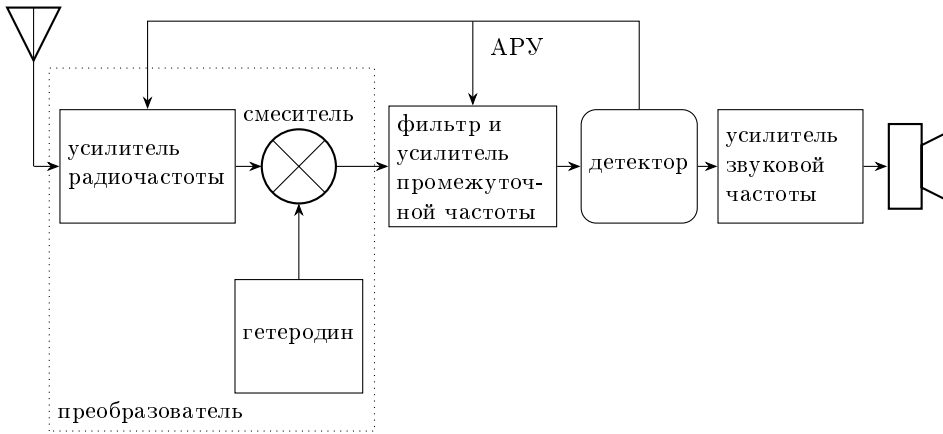 АРУ
смеситель
усилитель
радиочастоты
фильтр и
усилитель
промежуточ-
ной частоты
детектор
усилитель
звуковой
частоты
гетеродин
преобразователь